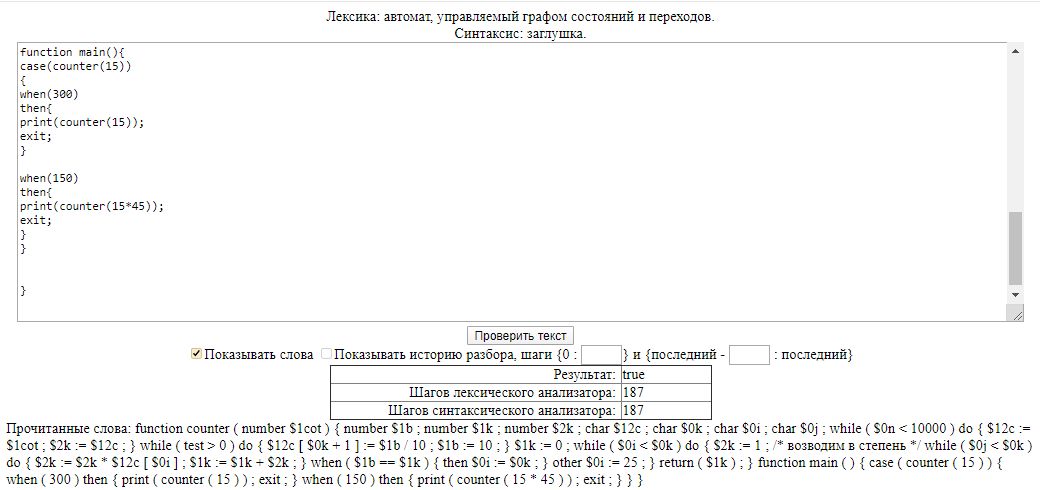 Лексика: автомат, управляемый графом состояний и переходов.
Синтаксис: заглушка.
function main(){
case(counter(15))
{
when(300)
then{
print(counter(15));
exit;
}
when(150)
then{
print(counter(15*45));
exit;
}
}
}
Проверить текст
Показывать слова Показывать историю разбора, шаги {0 : } и {последний - : последний}
Результат: true
Шагов лексического анализатора: 187
Шагов синтаксического анализатора: 187
Прочитанные слова: function counter ( number $1cot ) { number $1b ; number $1k ; number $2k ; char $12c ; char $0k ; char $0i ; char $0j ; while ( $0n < 10000 ) do { $12c :=
$1cot ; $2k := $12c ; } while ( test > 0 ) do { $12c [ $0k + 1 ] := $1b / 10 ; $1b := 10 ; } $1k := 0 ; while ( $0i < $0k ) do { $2k := 1 ; /* возводим в степень */ while ( $0j < $0k )
do { $2k := $2k * $12c [ $0i ] ; $1k := $1k + $2k ; } when ( $1b == $1k ) { then $0i := $0k ; } other $0i := 25 ; } return ( $1k ) ; } function main ( ) { case ( counter ( 15 ) ) {
when ( 300 ) then { print ( counter ( 15 ) ) ; exit ; } when ( 150 ) then { print ( counter ( 15 * 45 ) ) ; exit ; } } }